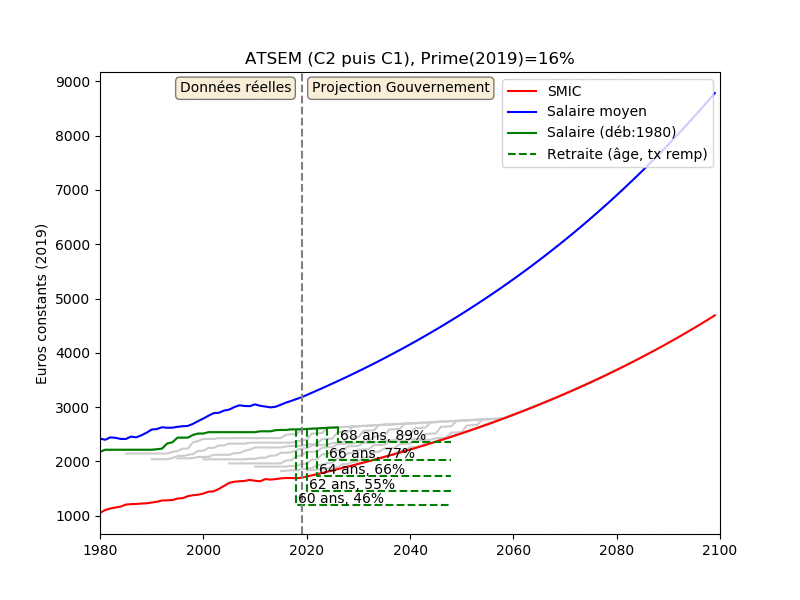 ATSEM (C2 puis C1), Prime(2019)=16%
Données réelles
Projection Gouvernement
SMIC
Salaire moyen
Salaire (déb:1980)
Retraite (âge, tx remp)
Euros constants (2019)
9000
8000
7000
6000
5000
4000
3000
2000
1000
68 ans, 89%
66 ans, 77%
64 ans, 66%
62 ans, 55%
60 ans, 46%
1980
2000
2020
2040
2060
2080
2100